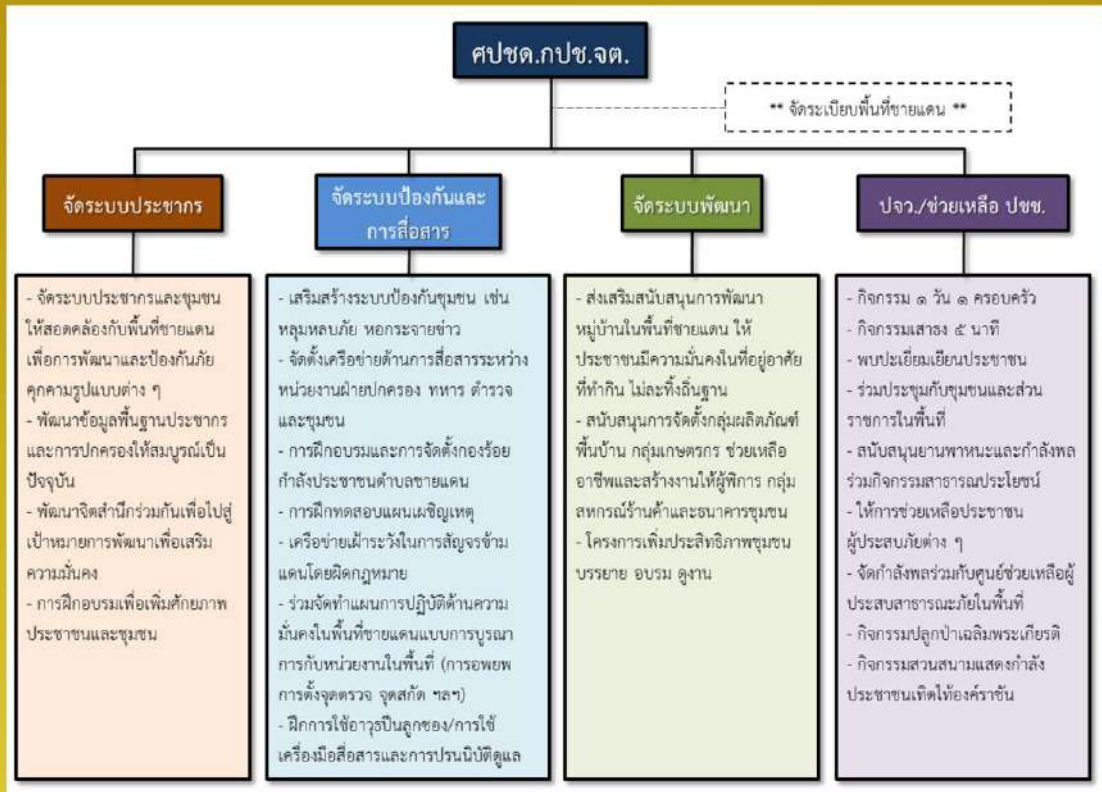 ศปชด.กปช.จต.
** จัดระเบียบพื้นที่ชายแดน **
จัดระบบประชากร
จัดระบบป้องกันและ
การสื่อสาร
จัดระบบพัฒนา
ปจว./ช่วยเหลือ ปชช.
- จัดระบบประชากรและชุมชน
ให้สอดคล้องกับพื้นที่ชายแดน
เพื่อการพัฒนาและป้องกันภัย
คุกคามรูปแบบต่าง ๆ
- พัฒนาข้อมูลพื้นฐานประชากร
และการปกครองให้สมบูรณ์เป็น
ปัจจุบัน
- พัฒนาจิตสำนึกร่วมกันเพื่อไปสู่
เป้าหมายการพัฒนาเพื่อเสริม
ความมั่นคง
- การฝึกอบรมเพื่อเพิ่มศักยภาพ
ประชาชนและชุมชน
- เสริมสร้างระบบป้องกันชุมชน เช่น
หลุมหลบภัย หอกระจายข่าว
- จัดตั้งเครือข่ายด้านการสื่อสารระหว่าง
หน่วยงานฝ่ายปกครอง ทหาร ตำรวจ
และชุมชน
- การฝึกอบรมและการจัดตั้งกองร้อย
กำลังประชาชนตำบลชายแดน
- การฝึกทดสอบแผนเผชิญเหตุ
- เครือข่ายเฝ้าระวังในการสัญจรข้าม
แดนโดยผิดกฎหมาย
- ร่วมจัดทำแผนการปฏิบัติด้านความ
มั่นคงในพื้นที่ชายแดนแบบการบูรณา
การกับหน่วยงานในพื้นที่ (การอพยพ
การตั้งจุดตรวจ จุดสกัด ฯลฯ)
- ฝึกการใช้อาวุธปืนลูกซอง/การใช้
เครื่องมือสื่อสารและการปรนนิบัติดูแล
- ส่งเสริมสนับสนุนการพัฒนา
หมู่บ้านในพื้นที่ชายแดน ให้
ประชาชนมีความมั่นคงในที่อยู่อาศัย
ที่ทำกิน ไม่ละทิ้งถิ่นฐาน
- สนับสนุนการจัดตั้งกลุ่มผลิตภัณฑ์
พื้นบ้าน กลุ่มเกษตรกร ช่วยเหลือ
อาชีพและสร้างงานให้ผู้พิการ กลุ่ม
สหกรณ์ร้านค้าและธนาคารชุมชน
- โครงการเพิ่มประสิทธิภาพชุมชน
บรรยาย อบรม ดูงาน
- กิจกรรม ๑ วัน ๑ ครอบครัว
- กิจกรรมเสาธง ๕ นาที
- พบปะเยี่ยมเยียนประชาชน
- ร่วมประชุมกับชุมชนและส่วน
ราชการในพื้นที่
- สนับสนุนยานพาหนะและกำลังพล
ร่วมกิจกรรมสาธารณประโยชน์
- ให้การช่วยเหลือประชาชน
ผู้ประสบภัยต่าง ๆ
- จัดกำลังพลร่วมกับศูนย์ช่วยเหลือผู้
ประสบสาธารณะภัยในพื้นที่
- กิจกรรมปลูกป่าเฉลิมพระเกียรติ
- กิจกรรมสวนสนามแสดงกำลัง
ประชาชนเทิดไท้องค์ราชัน